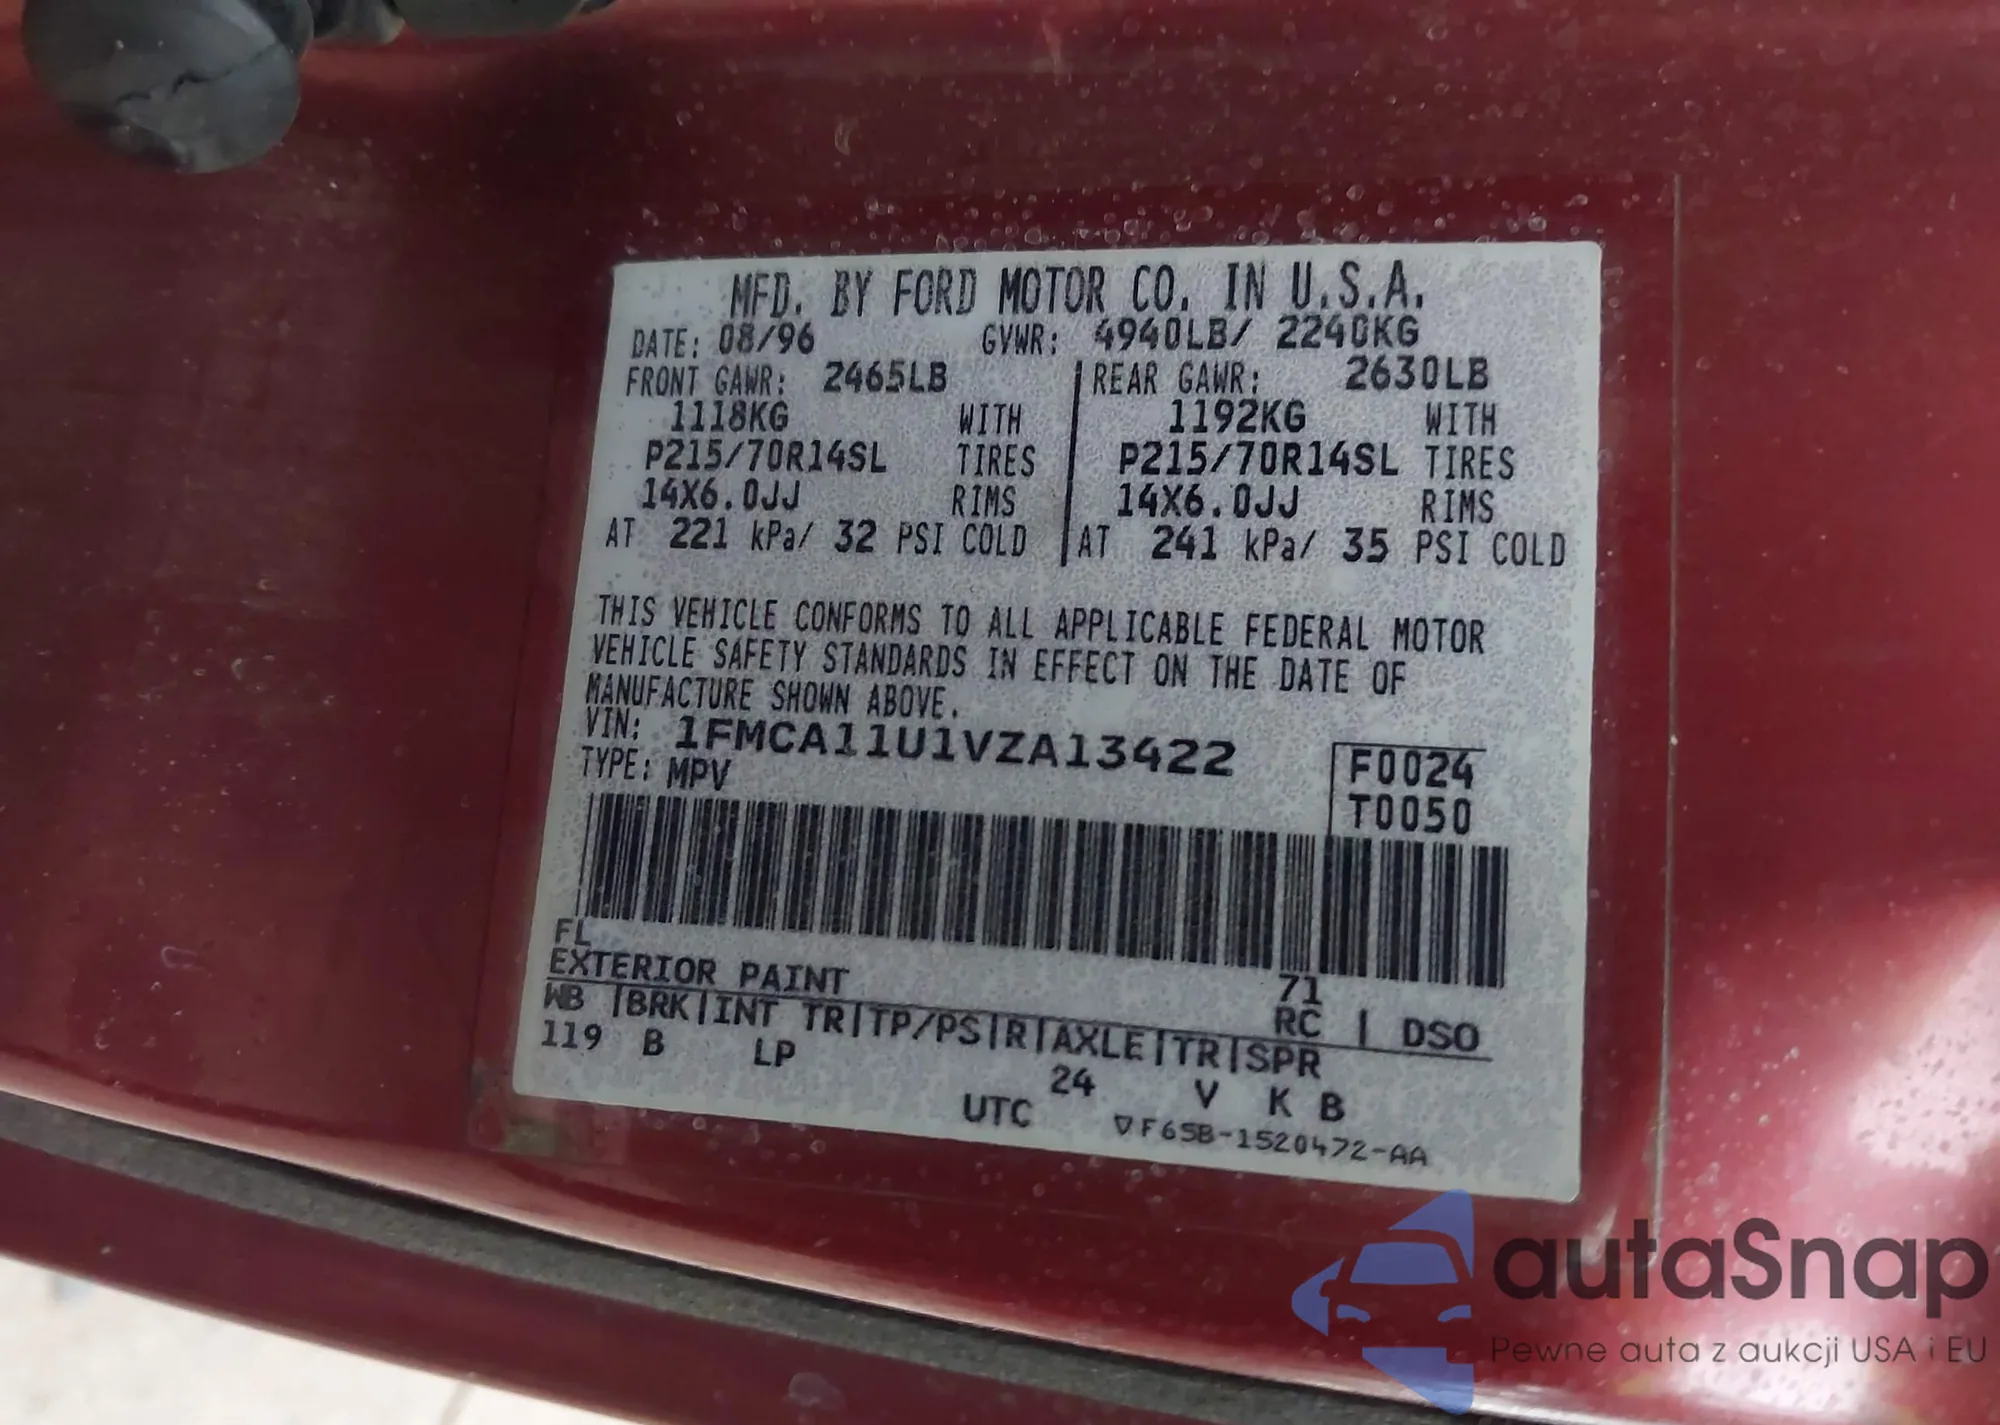 MFD. BY FORD MOTOR CO. IN U.S.A.
DATE: 08/96 GVWR: 4940LB/ 2240KG
FRONT GAWR: 2465LB REAR GAWR: 2630LB
1118KG WITH 1192KG WITH
P215/70R14SL TIRES P215/70R14SL TIRES
14X6.0JJ RIMS 14X6.0JJ RIMS
AT 221 kPa/ 32 PSI COLD AT 241 kPa/ 35 PSI COLD
THIS VEHICLE CONFORMS TO ALL APPLICABLE FEDERAL MOTOR
VEHICLE SAFETY STANDARDS IN EFFECT ON THE DATE OF
MANUFACTURE SHOWN ABOVE.
VIN: 1FMCA11U1VZA13422
TYPE: MPV
F0024
T0050
FL
EXTERIOR PAINT 71
RC | DSO
WB |BRK|INT TR|TP/PS|R|AXLE|TR|SPR
119 B LP 24 V K B
UTC ▽F65B-1520472-AA
autaSnap
Pewne auta z aukcji USA i EU